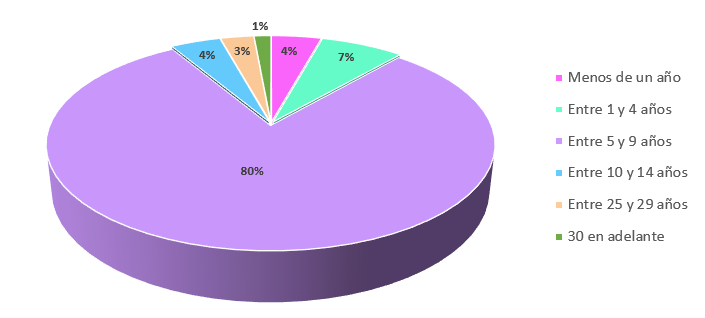 1%
4%
3%
4%
7%
80%
Menos de un año
Entre 1 y 4 años
Entre 5 y 9 años
Entre 10 y 14 años
Entre 25 y 29 años
30 en adelante